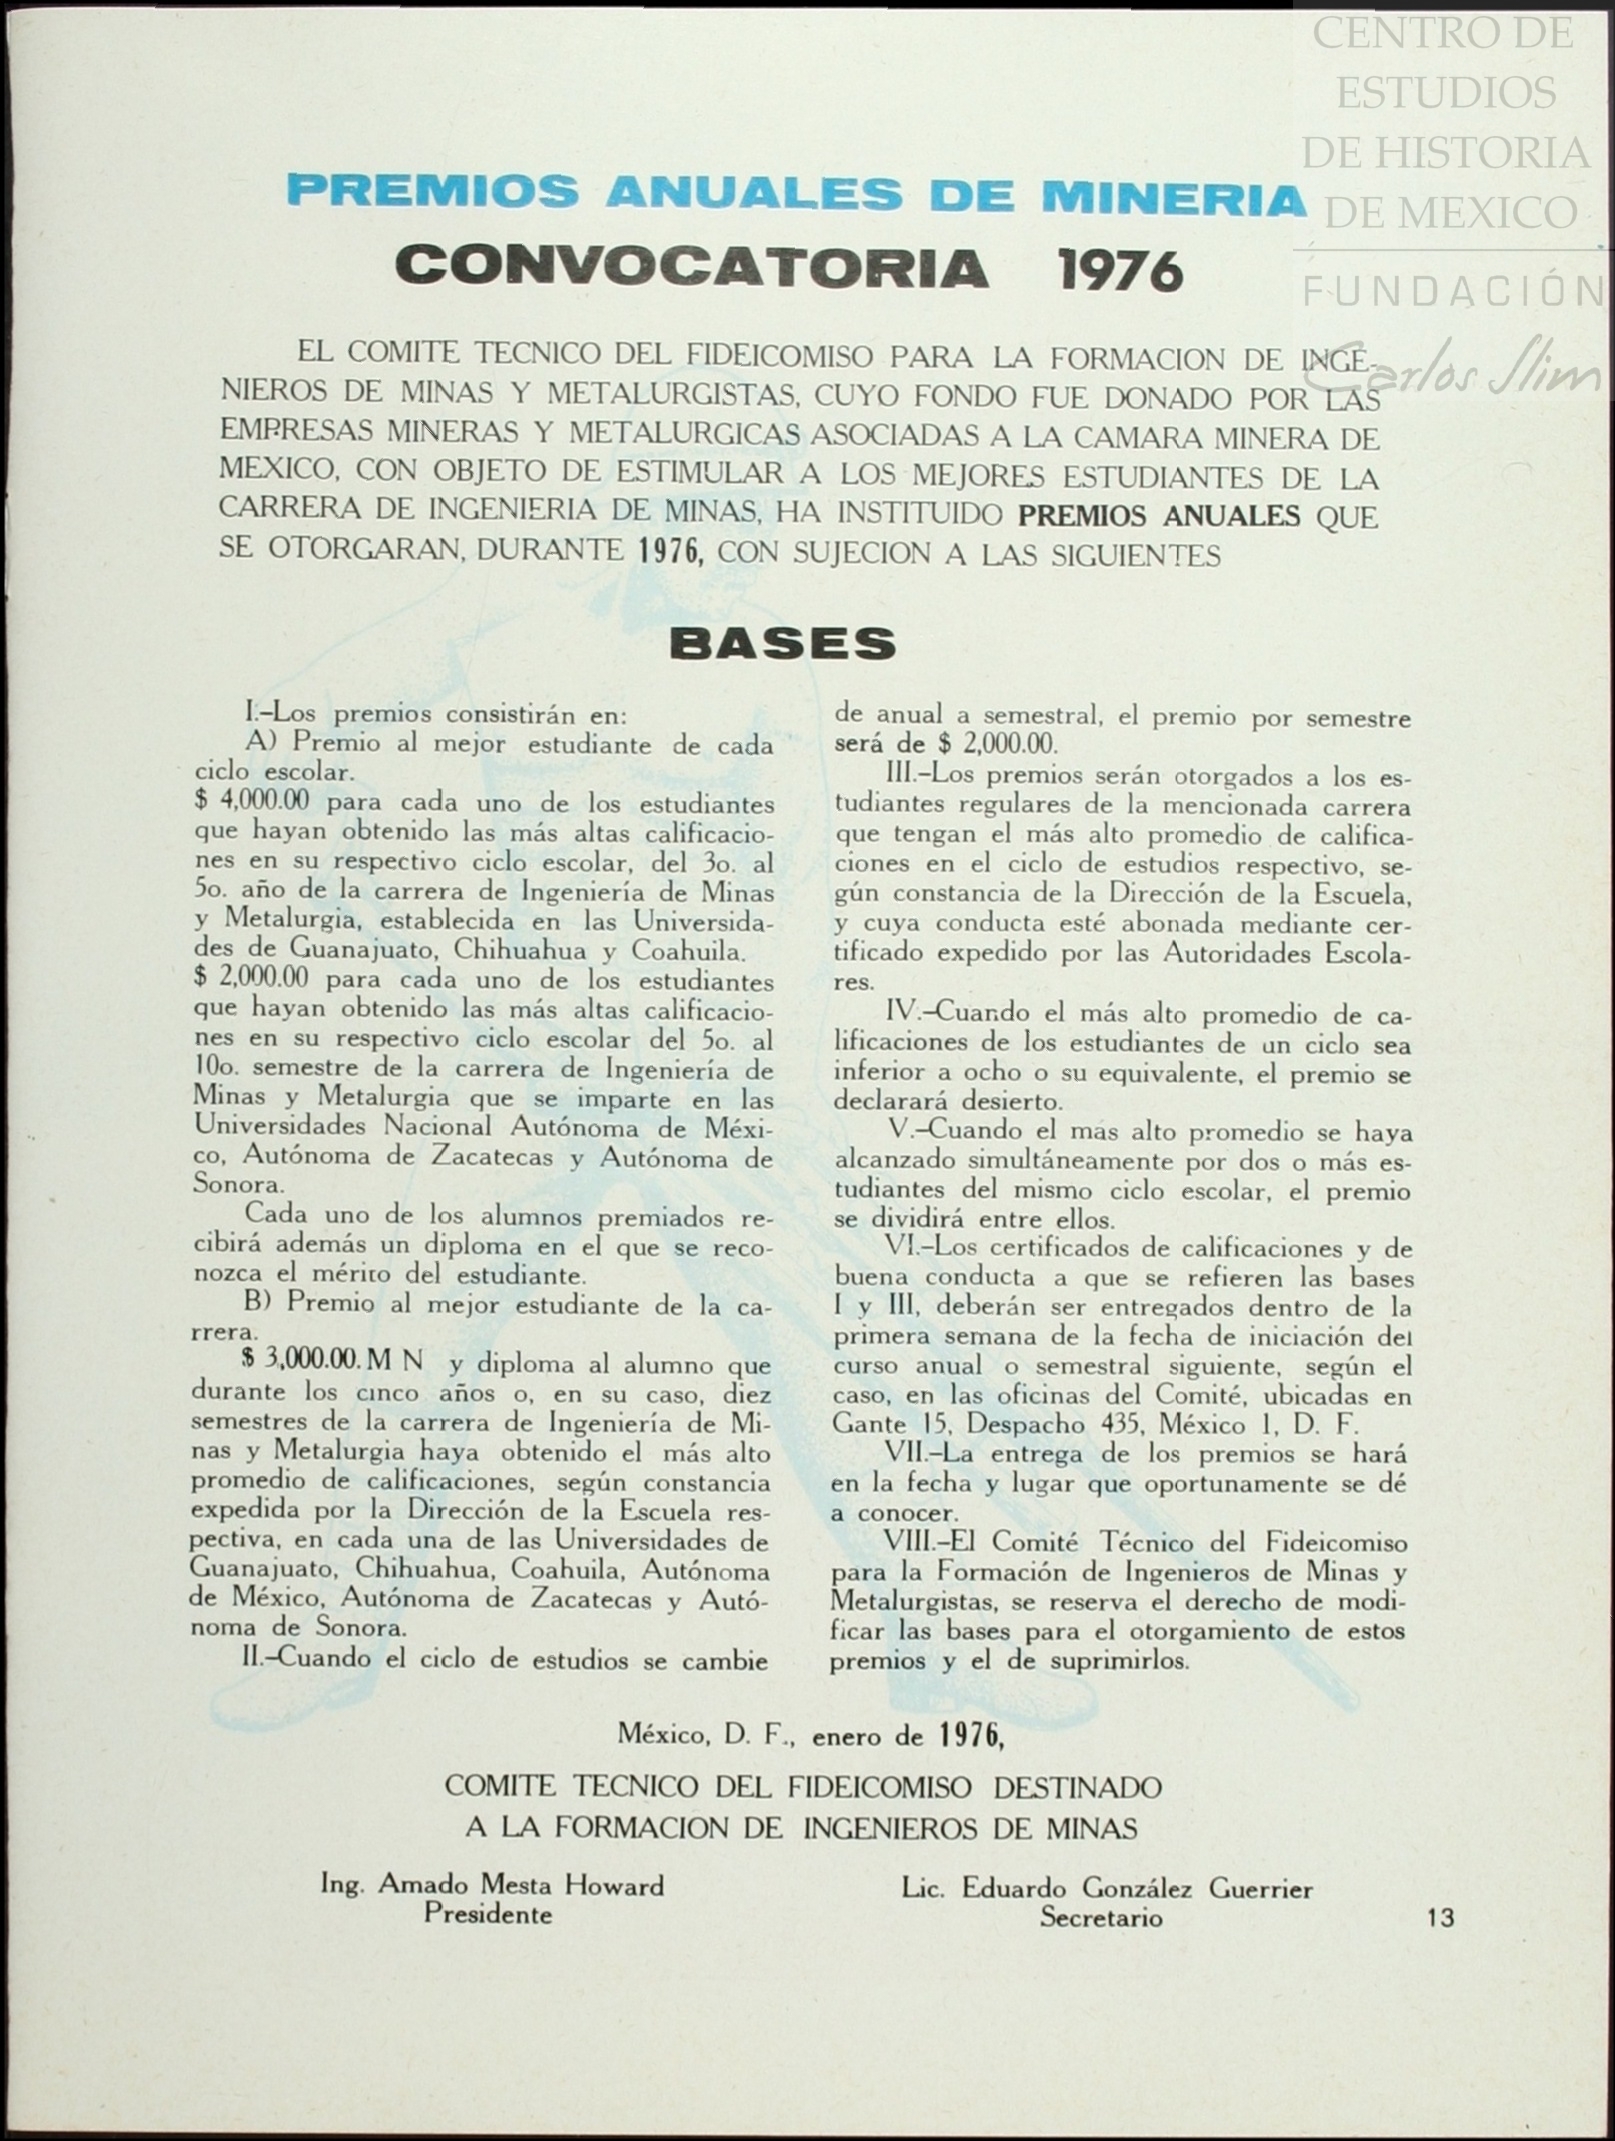 CENTRO DE
ESTUDIOS
DE HISTORIA
DE MEXICO
FUNDACIÓN
Carlos Slim
PREMIOS ANUALES DE MINERIA
CONVOCATORIA 1976
EL COMITE TECNICO DEL FIDEICOMISO PARA LA FORMACION DE INGE-
NIEROS DE MINAS Y METALURGISTAS, CUYO FONDO FUE DONADO POR LAS
EMPRESAS MINERAS Y METALURGICAS ASOCIADAS A LA CAMARA MINERA DE
MEXICO, CON OBJETO DE ESTIMULAR A LOS MEJORES ESTUDIANTES DE LA
CARRERA DE INGENIERIA DE MINAS, HA INSTITUIDO PREMIOS ANUALES QUE
SE OTORGARAN, DURANTE 1976, CON SUJECION A LAS SIGUIENTES
BASES
I.-Los premios consistirán en:
A) Premio al mejor estudiante de cada
ciclo escolar.
$ 4,000.00 para cada uno de los estudiantes
que hayan obtenido las más altas calificacio-
nes en su respectivo ciclo escolar, del 3o. al
5o. año de la carrera de Ingeniería de Minas
y Metalurgia, establecida en las Universida-
des de Guanajuato, Chihuahua y Coahuila.
$ 2,000.00 para cada uno de los estudiantes
que hayan obtenido las más altas calificacio-
nes en su respectivo ciclo escolar del 5o. al
10o. semestre de la carrera de Ingeniería de
Minas y Metalurgia que se imparte en las
Universidades Nacional Autónoma de Méxi-
co, Autónoma de Zacatecas y Autónoma de
Sonora.
Cada uno de los alumnos premiados re-
cibirá además un diploma en el que se reco-
nozca el mérito del estudiante.
B) Premio al mejor estudiante de la ca-
rrera.
$ 3,000.00. M N y diploma al alumno que
durante los cinco años o, en su caso, diez
semestres de la carrera de Ingeniería de Mi-
nas y Metalurgia haya obtenido el más alto
promedio de calificaciones, según constancia
expedida por la Dirección de la Escuela res-
pectiva, en cada una de las Universidades de
Guanajuato, Chihuahua, Coahuila, Autónoma
de México, Autónoma de Zacatecas y Autó-
noma de Sonora.
II.-Cuando el ciclo de estudios se cambie
de anual a semestral, el premio por semestre
será de $ 2,000.00.
III.-Los premios serán otorgados a los es-
tudiantes regulares de la mencionada carrera
que tengan el más alto promedio de califica-
ciones en el ciclo de estudios respectivo, se-
gún constancia de la Dirección de la Escuela,
y cuya conducta esté abonada mediante cer-
tificado expedido por las Autoridades Escola-
res.
IV.-Cuando el más alto promedio de ca-
lificaciones de los estudiantes de un ciclo sea
inferior a ocho o su equivalente, el premio se
declarará desierto.
V.-Cuando el mas alto promedio se haya
alcanzado simultáneamente por dos o más es-
tudiantes del mismo ciclo escolar, el premio
se dividirá entre ellos.
VI.-Los certificados de calificaciones y de
buena conducta a que se refieren las bases
I y III, deberán ser entregados dentro de la
primera semana de la fecha de iniciación del
curso anual o semestral siguiente, según el
caso, en las oficinas del Comité, ubicadas en
Gante 15, Despacho 435, México 1, D. F.
VII.-La entrega de los premios se hará
en la fecha y lugar que oportunamente se dé
a conocer.
VIII.-El Comité Técnico del Fideicomiso
para la Formación de Ingenieros de Minas y
Metalurgistas, se reserva el derecho de modi-
ficar las bases para el otorgamiento de estos
premios y el de suprimirlos.
México, D. F., enero de 1976,
COMITE TECNICO DEL FIDEICOMISO DESTINADO
A LA FORMACION DE INGENIEROS DE MINAS
Ing. Amado Mesta Howard
Presidente
Lic. Eduardo González Guerrier
Secretario
13